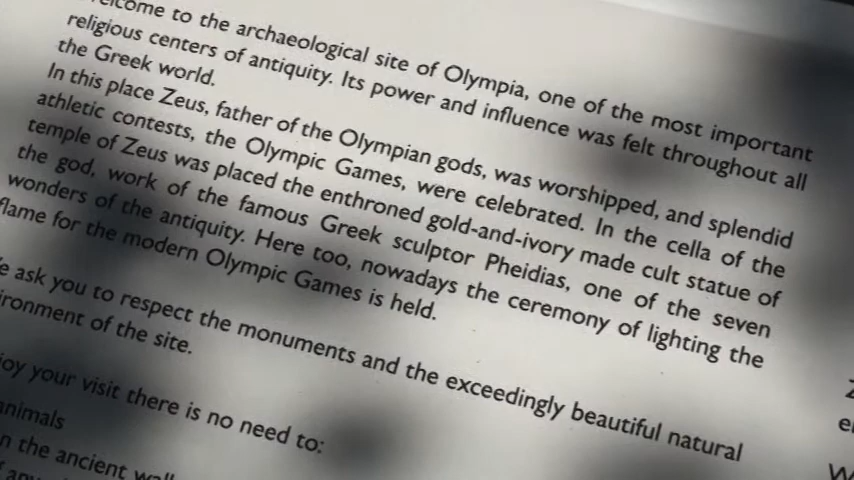 to the archaeological site of Olympia, one of the most important
religious centers of antiquity. Its power and influence was felt throughout all
the Greek world.
In this place Zeus, father of the Olympian gods, was worshipped, and splendid
athletic contests, the Olympic Games, were celebrated. In the cella of the
temple of Zeus was placed the enthroned gold-and-ivory made cult statue of
the god, work of the famous Greek sculptor Pheidias, one of the seven
wonders of the antiquity. Here too, nowadays the ceremony of lighting the
flame for the modern Olympic Games is held.
ask you to respect the monuments and the exceedingly beautiful natural
of the site.
your visit there is no need to:
animals
the ancient